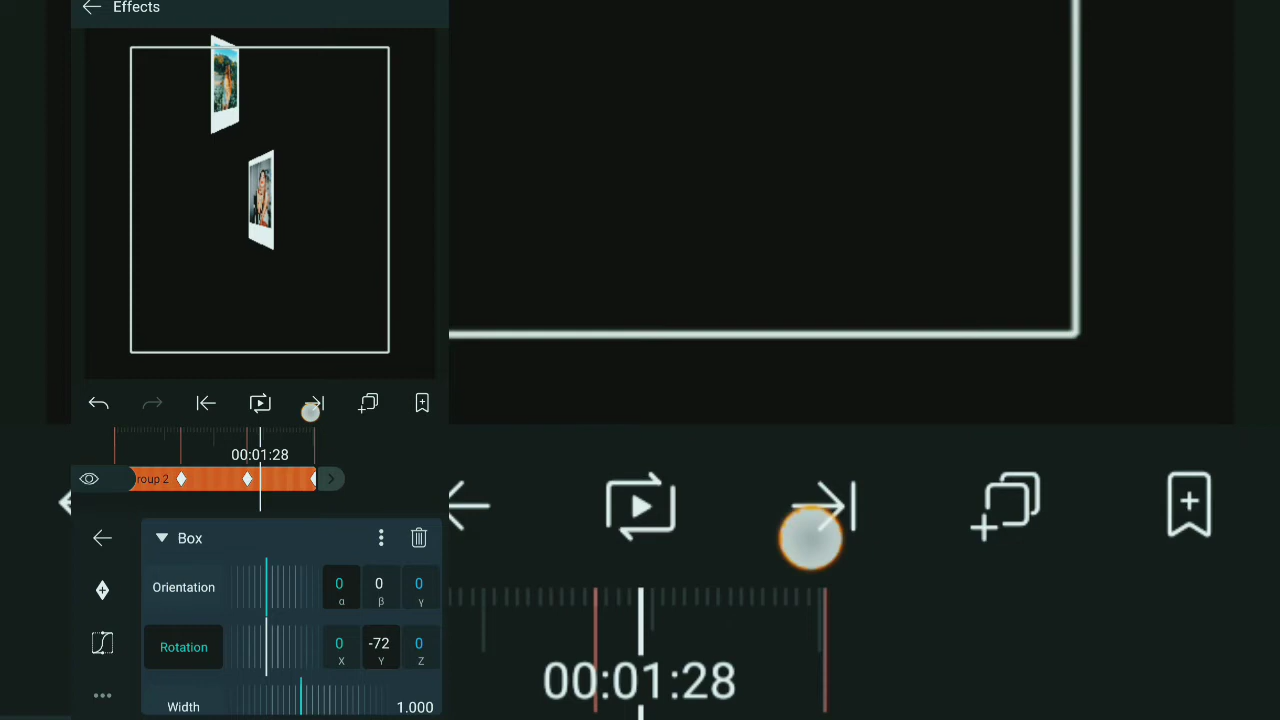 Effects
00:01:28
roup 2
Box
Orientation
0
0
0
α
β
γ
Rotation
0
-72
0
X
Y
Z
Width
1.000
00:01:28